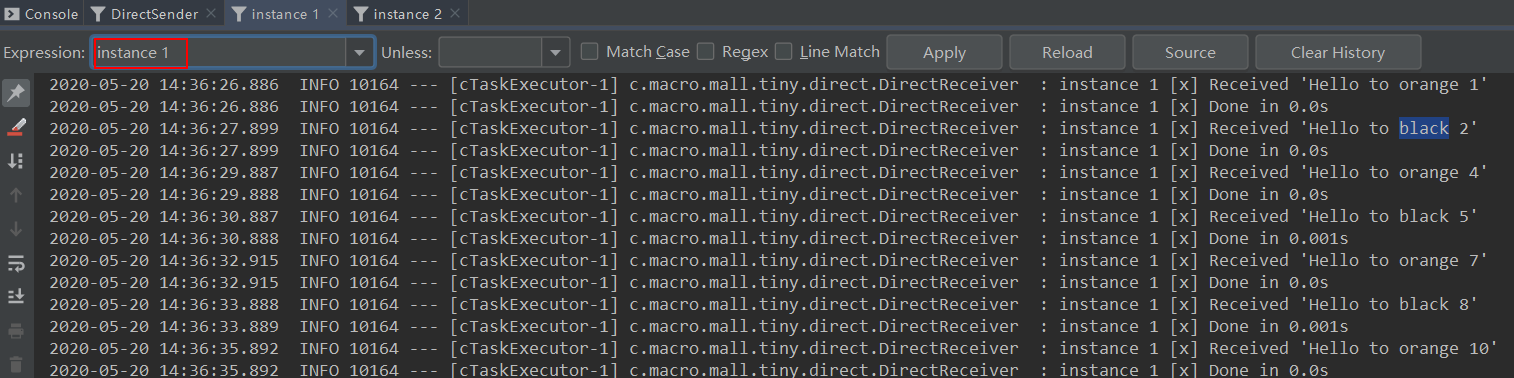 Console DirectSender instance 1 instance 2
Expression: instance 1 Unless: Match Case Regex Line Match Apply Reload Source Clear History
2020-05-20 14:36:26.886  INFO 10164 --- [cTaskExecutor-1] c.macro.mall.tiny.direct.DirectReceiver  : instance 1 [x] Received 'Hello to orange 1'
2020-05-20 14:36:26.886  INFO 10164 --- [cTaskExecutor-1] c.macro.mall.tiny.direct.DirectReceiver  : instance 1 [x] Done in 0.0s
2020-05-20 14:36:27.899  INFO 10164 --- [cTaskExecutor-1] c.macro.mall.tiny.direct.DirectReceiver  : instance 1 [x] Received 'Hello to black 2'
2020-05-20 14:36:27.899  INFO 10164 --- [cTaskExecutor-1] c.macro.mall.tiny.direct.DirectReceiver  : instance 1 [x] Done in 0.0s
2020-05-20 14:36:29.887  INFO 10164 --- [cTaskExecutor-1] c.macro.mall.tiny.direct.DirectReceiver  : instance 1 [x] Received 'Hello to orange 4'
2020-05-20 14:36:29.888  INFO 10164 --- [cTaskExecutor-1] c.macro.mall.tiny.direct.DirectReceiver  : instance 1 [x] Done in 0.0s
2020-05-20 14:36:30.887  INFO 10164 --- [cTaskExecutor-1] c.macro.mall.tiny.direct.DirectReceiver  : instance 1 [x] Received 'Hello to black 5'
2020-05-20 14:36:30.888  INFO 10164 --- [cTaskExecutor-1] c.macro.mall.tiny.direct.DirectReceiver  : instance 1 [x] Done in 0.001s
2020-05-20 14:36:32.915  INFO 10164 --- [cTaskExecutor-1] c.macro.mall.tiny.direct.DirectReceiver  : instance 1 [x] Received 'Hello to orange 7'
2020-05-20 14:36:32.915  INFO 10164 --- [cTaskExecutor-1] c.macro.mall.tiny.direct.DirectReceiver  : instance 1 [x] Done in 0.0s
2020-05-20 14:36:33.888  INFO 10164 --- [cTaskExecutor-1] c.macro.mall.tiny.direct.DirectReceiver  : instance 1 [x] Received 'Hello to black 8'
2020-05-20 14:36:33.889  INFO 10164 --- [cTaskExecutor-1] c.macro.mall.tiny.direct.DirectReceiver  : instance 1 [x] Done in 0.001s
2020-05-20 14:36:35.892  INFO 10164 --- [cTaskExecutor-1] c.macro.mall.tiny.direct.DirectReceiver  : instance 1 [x] Received 'Hello to orange 10'
2020-05-20 14:36:35.892  INFO 10164 --- [cTaskExecutor-1] c.macro.mall.tiny.direct.DirectReceiver  : instance 1 [x] Done in 0.0s